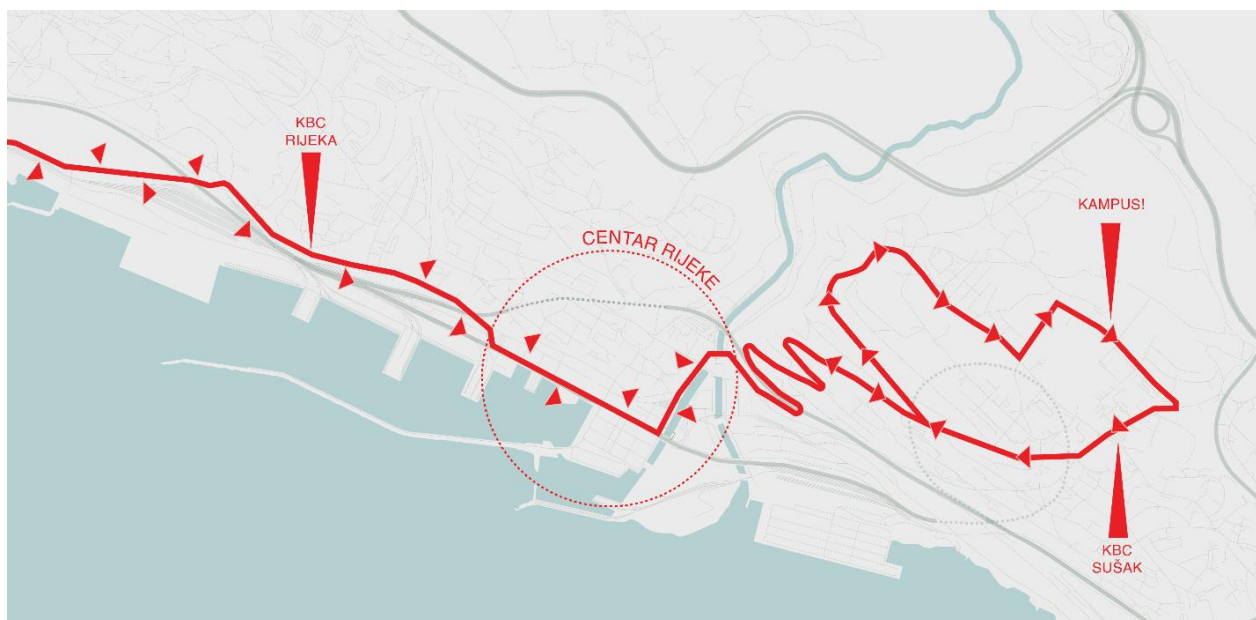 KBC
RIJEKA
CENTAR RIJEKE
KAMPUS!
KBC
SUŠAK